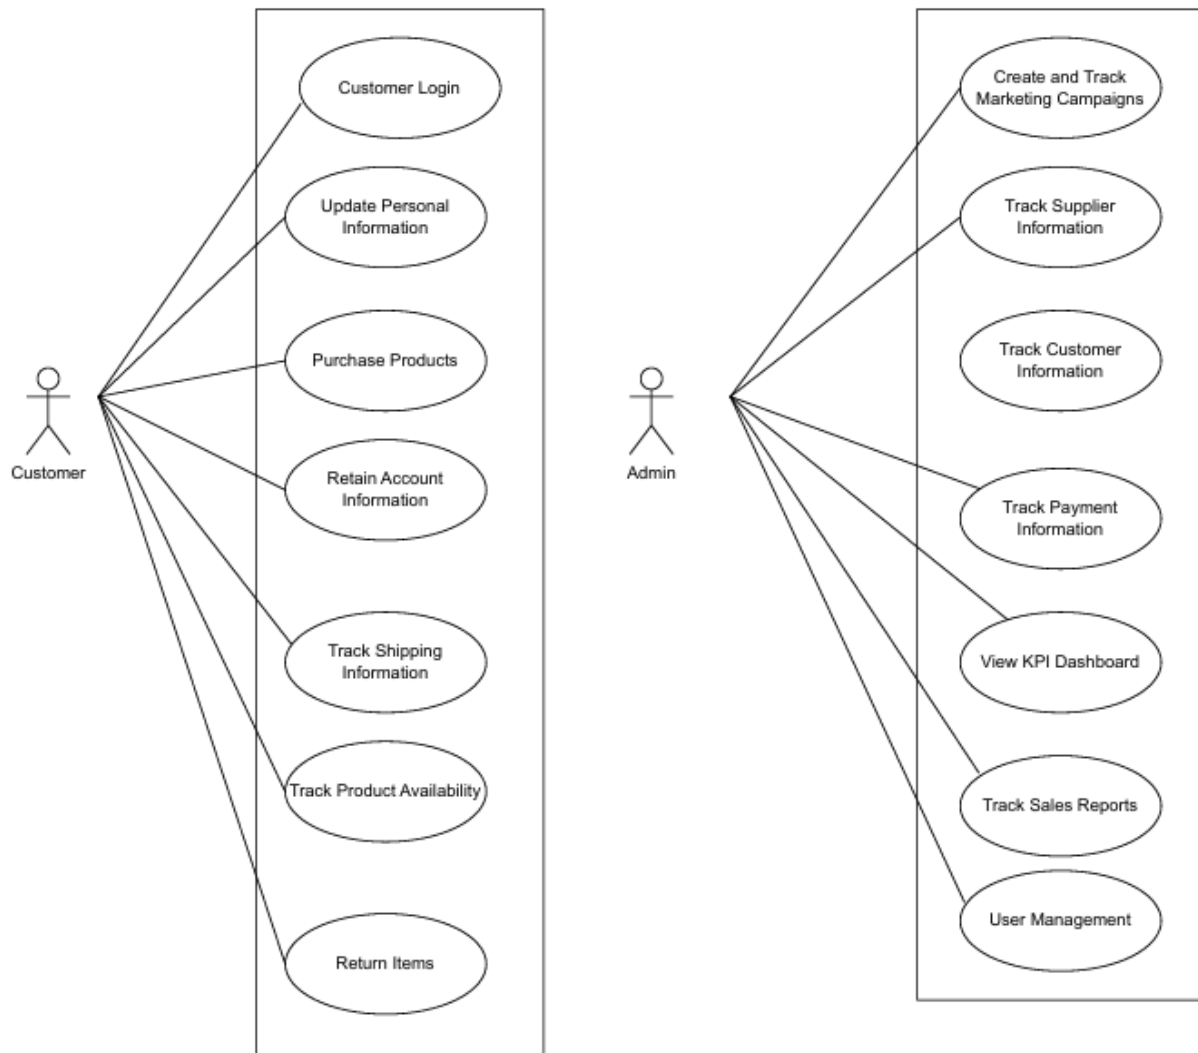 Customer Login
Update Personal
Information
Purchase Products
Customer
Retain Account
Information
Track Shipping
Information
Track Product Availability
Return Items
Create and Track
Marketing Campaigns
Track Supplier
Information
Track Customer
Information
Admin
Track Payment
Information
View KPI Dashboard
Track Sales Reports
User Management